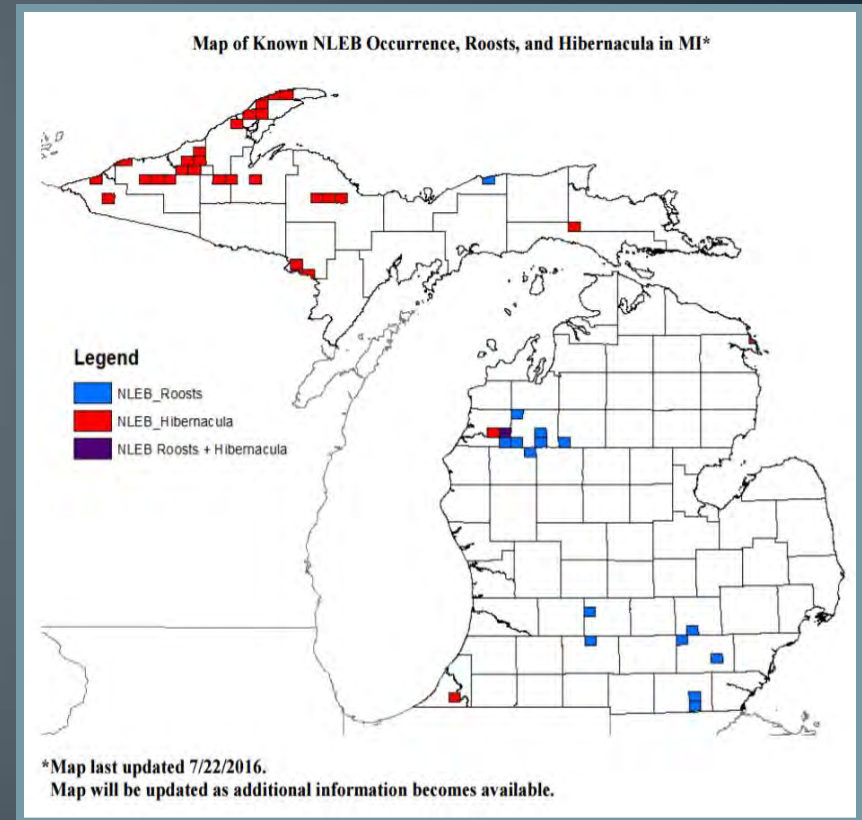 Map of Known NLEB Occurrence, Roosts, and Hibernacula in MI*
Legend
NLEB_Roosts
NLEB_Hibernacula
NLEB Roosts + Hibernacula
*Map last updated 7/22/2016.
Map will be updated as additional information becomes available.